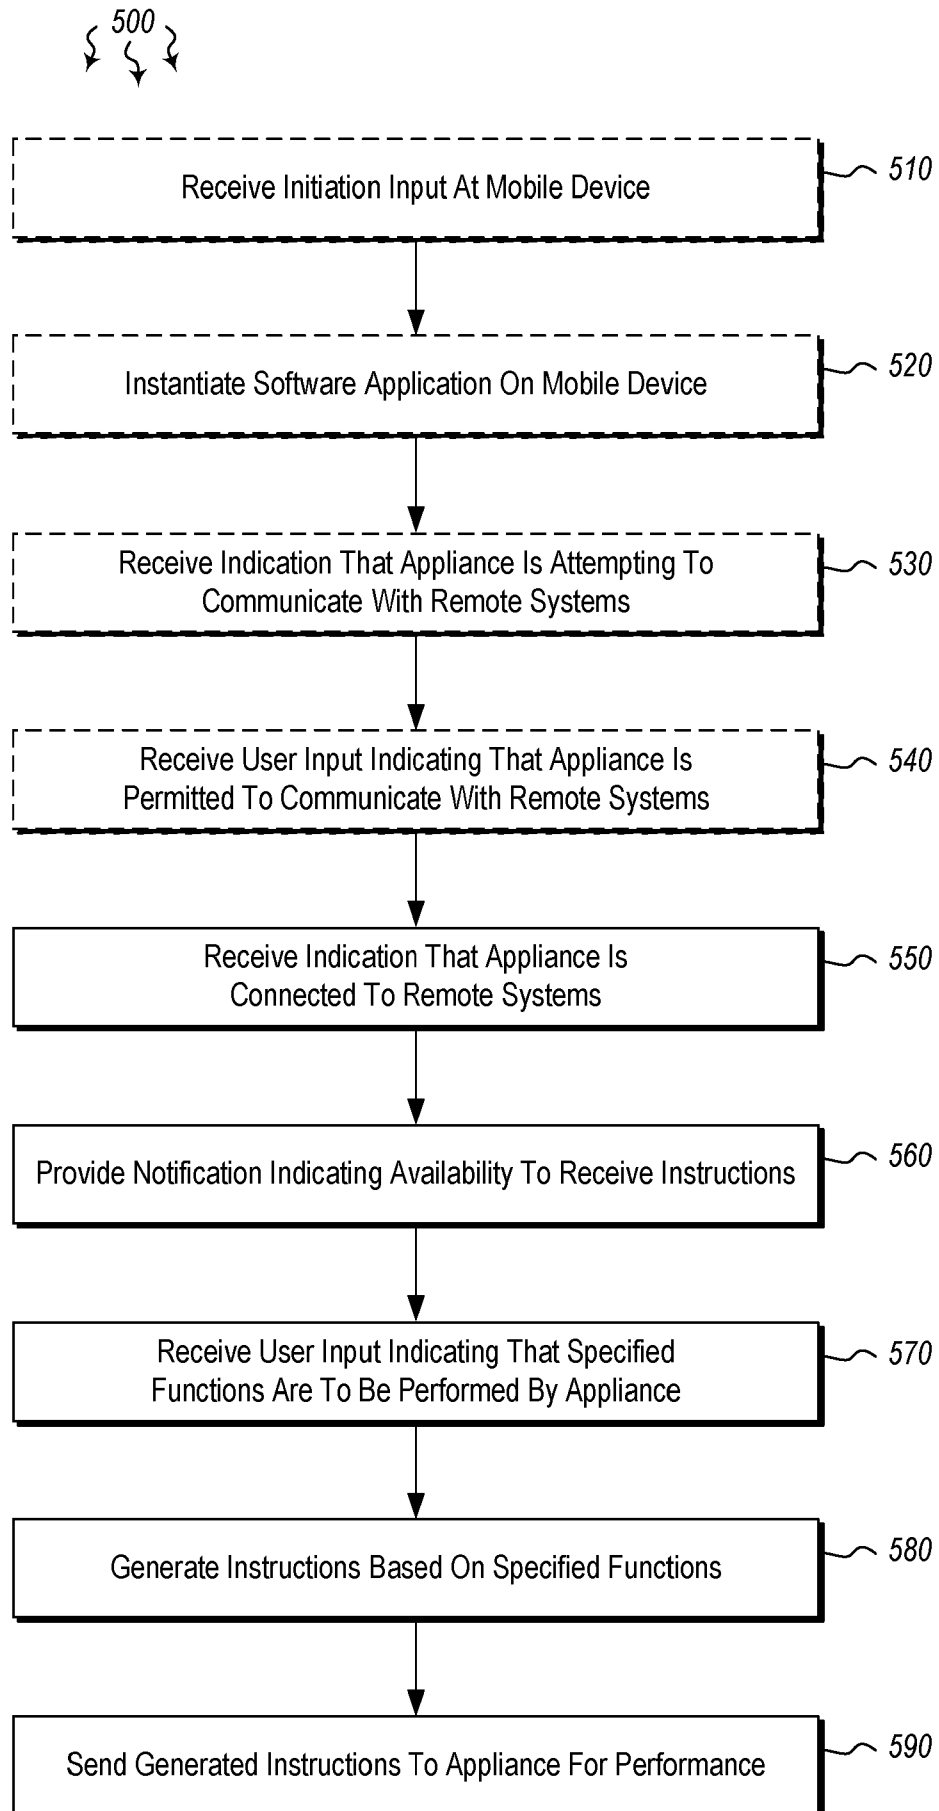 500
Receive Initiation Input At Mobile Device
510
Instantiate Software Application On Mobile Device
520
Receive Indication That Appliance Is Attempting To
Communicate With Remote Systems
530
Receive User Input Indicating That Appliance Is
Permitted To Communicate With Remote Systems
540
Receive Indication That Appliance Is
Connected To Remote Systems
550
Provide Notification Indicating Availability To Receive Instructions
560
Receive User Input Indicating That Specified
Functions Are To Be Performed By Appliance
570
Generate Instructions Based On Specified Functions
580
Send Generated Instructions To Appliance For Performance
590